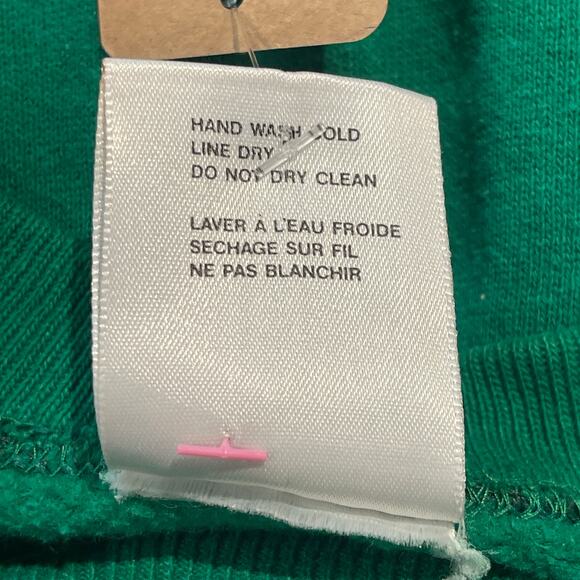 HAND WASH COLD
LINE DRY
DO NOT DRY CLEAN
LAVER À L'EAU FROIDE
SECHAGE SUR FIL
NE PAS BLANCHIR